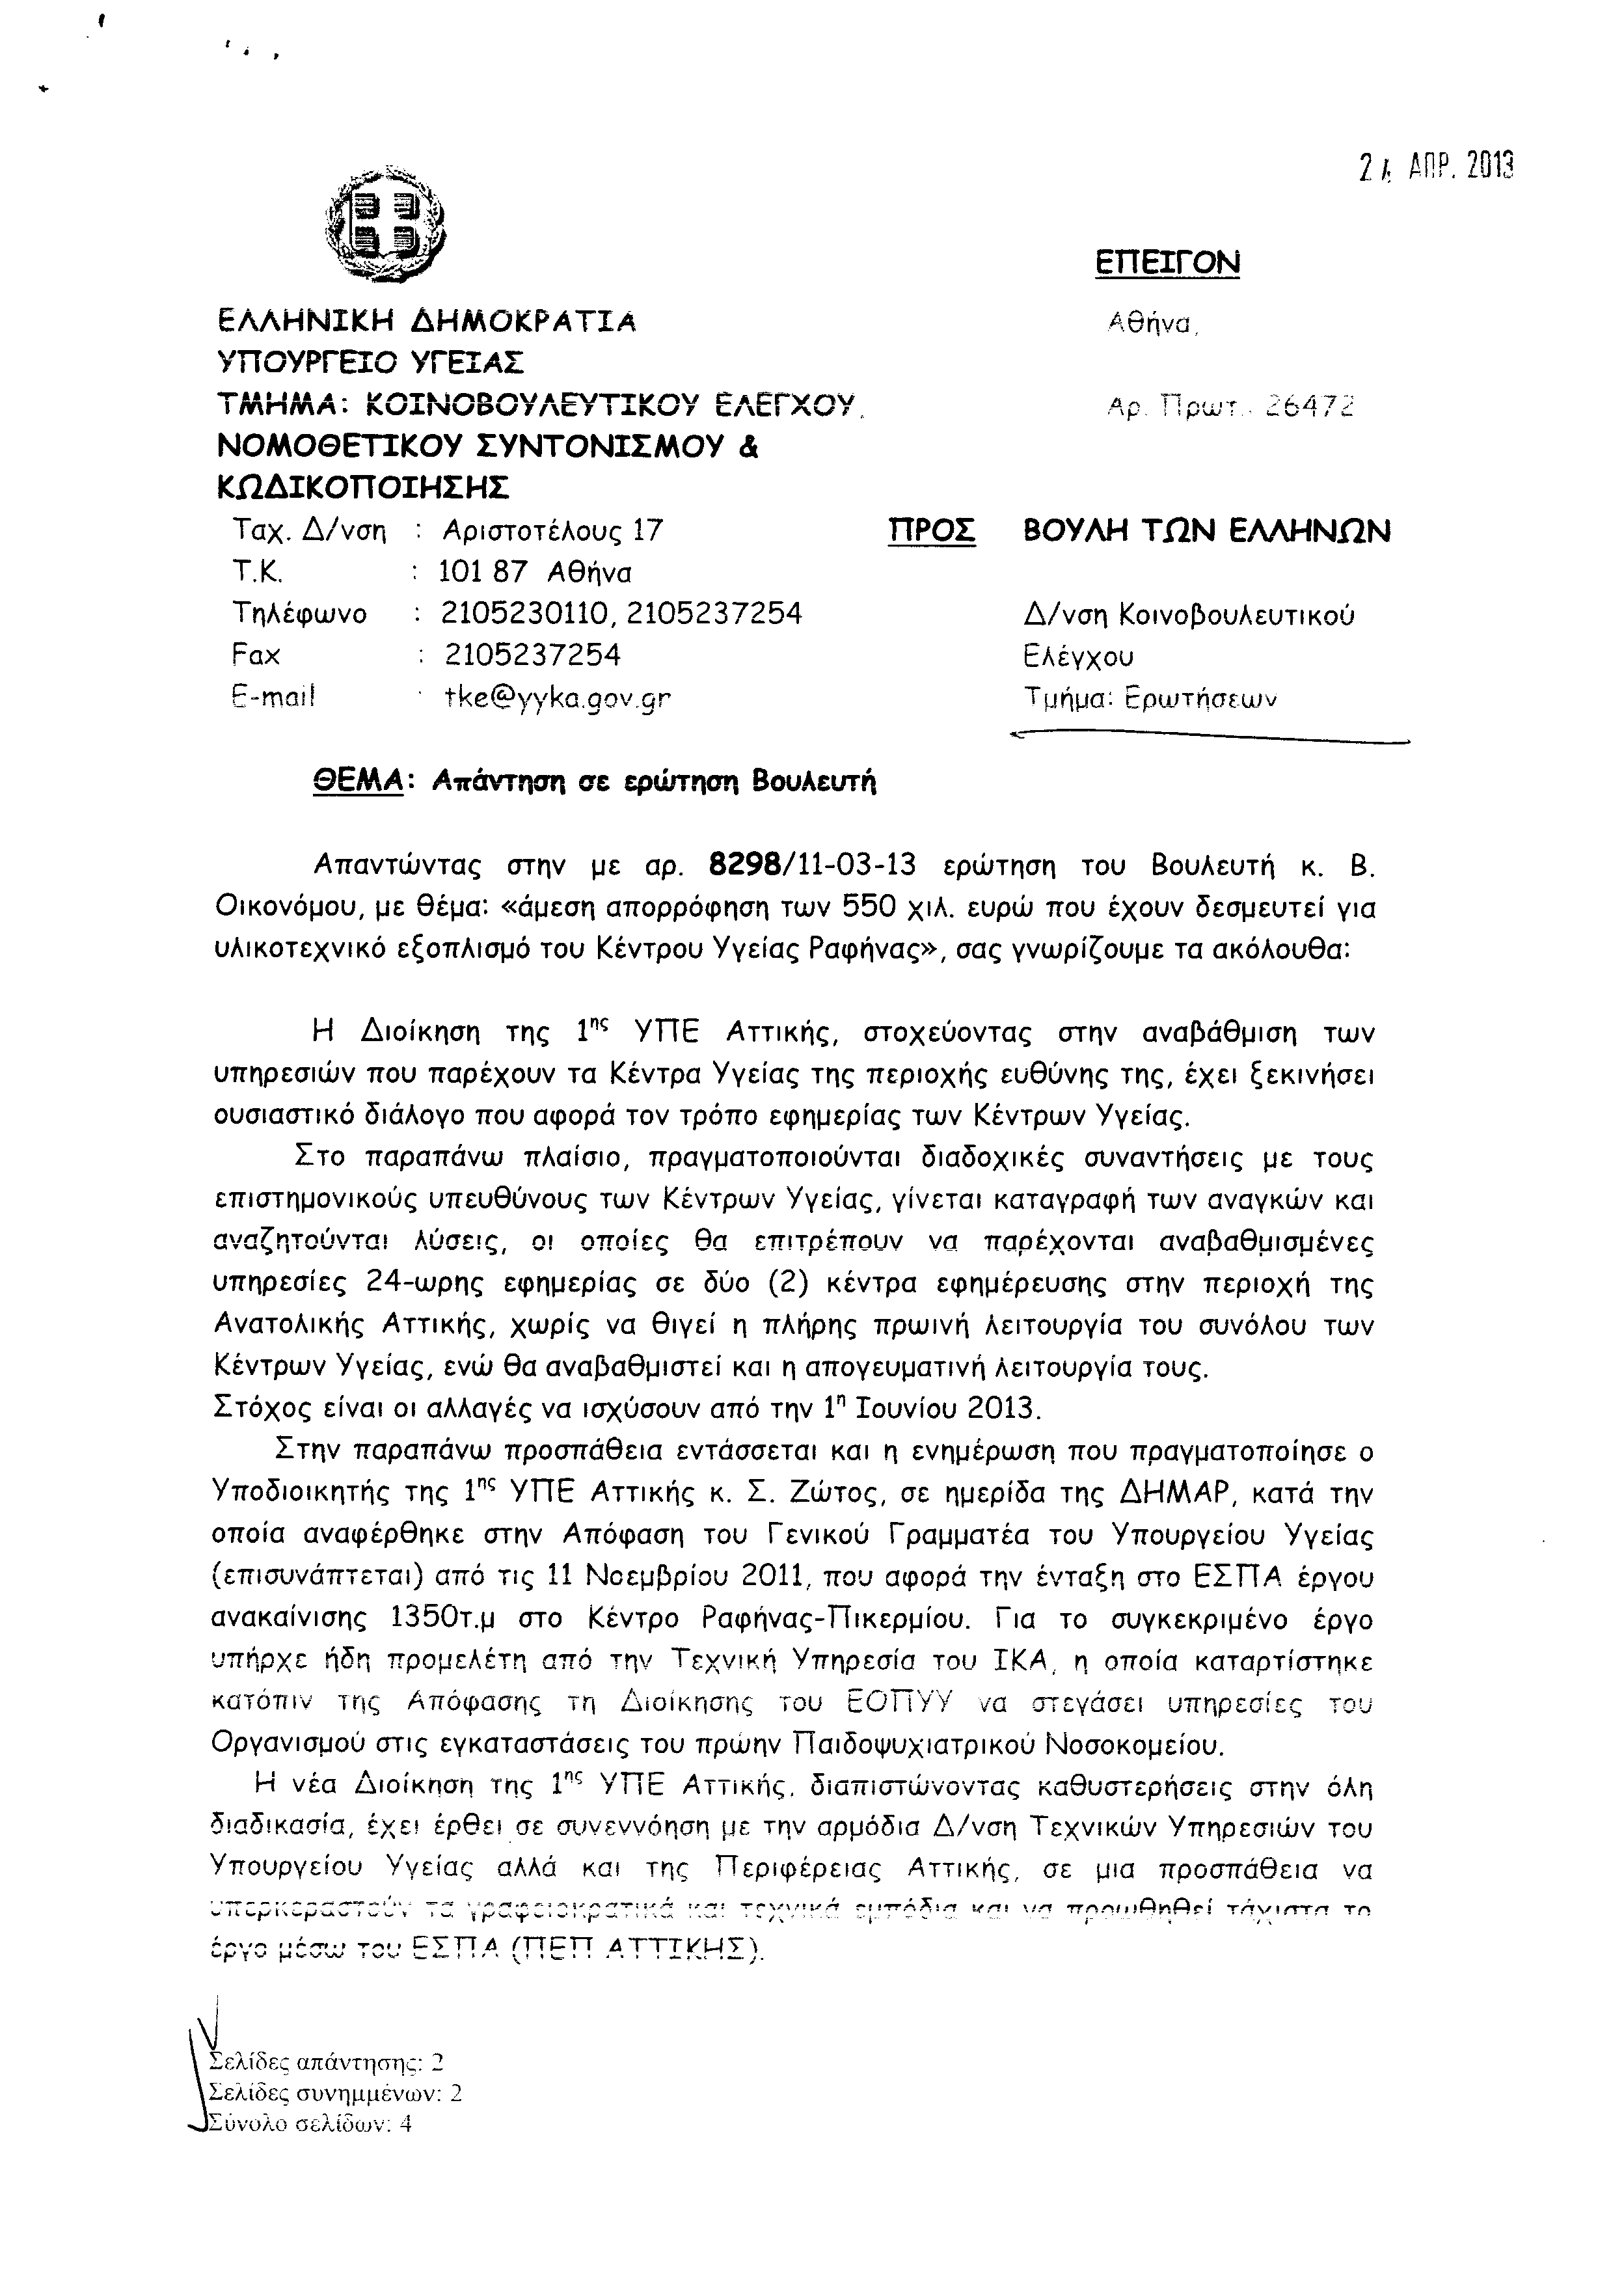 ΑΠΡ. 2013
ΕΠΕΙΓΟΝ
ΕΛΛΗΝΙΚΗ ΔΗΜΟΚΡΑΤΙΑ
Αθήνα,
ΥΠΟΥΡΓΕΙΟ ΥΓΕΙΑΣ
ΤΜΗΜΑ: ΚΟΙΝΟΒΟΥΛΕΥΤΙΚΟΥ ΕΛΕΓΧΟΥ,
Αρ. Πρωτ.: 26472
ΝΟΜΟΘΕΤΙΚΟΥ ΣΥΝΤΟΝΙΣΜΟΥ &
ΚΩΔΙΚΟΠΟΙΗΣΗΣ
Ταχ. Δ/νση : Αριστοτέλους 17 ΠΡΟΣ ΒΟΥΛΗ ΤΩΝ ΕΛΛΗΝΩΝ
Τ.Κ. : 101 87 Αθήνα
Τηλέφωνο : 2105230110, 2105237254 Δ/νση Κοινοβουλευτικού
Fax : 2105237254 Ελέγχου
E-mail : tke@yyka.gov.gr Τμήμα: Ερωτήσεων
ΘΕΜΑ: Απάντηση σε ερώτηση Βουλευτή
Απαντώντας στην με αρ. 8298/11-03-13 ερώτηση του Βουλευτή κ. Β.
Οικονόμου, με θέμα: «άμεση απορρόφηση των 550 χιλ. ευρώ που έχουν δεσμευτεί για
υλικοτεχνικό εξοπλισμό του Κέντρου Υγείας Ραφήνας», σας γνωρίζουμε τα ακόλουθα:
Η Διοίκηση της 1ης ΥΠΕ Αττικής, στοχεύοντας στην αναβάθμιση των
υπηρεσιών που παρέχουν τα Κέντρα Υγείας της περιοχής ευθύνης της, έχει ξεκινήσει
ουσιαστικό διάλογο που αφορά τον τρόπο εφημερίας των Κέντρων Υγείας.
Στο παραπάνω πλαίσιο, πραγματοποιούνται διαδοχικές συναντήσεις με τους
επιστημονικούς υπευθύνους των Κέντρων Υγείας, γίνεται καταγραφή των αναγκών και
αναζητούνται λύσεις, οι οποίες θα επιτρέπουν να παρέχονται αναβαθμισμένες
υπηρεσίες 24-ωρης εφημερίας σε δύο (2) κέντρα εφημέρευσης στην περιοχή της
Ανατολικής Αττικής, χωρίς να θιγεί η πλήρης πρωινή λειτουργία του συνόλου των
Κέντρων Υγείας, ενώ θα αναβαθμιστεί και η απογευματινή λειτουργία τους.
Στόχος είναι οι αλλαγές να ισχύσουν από την 1η Ιουνίου 2013.
Στην παραπάνω προσπάθεια εντάσσεται και η ενημέρωση που πραγματοποίησε ο
Υποδιοικητής της 1ης ΥΠΕ Αττικής κ. Σ. Ζώτος, σε ημερίδα της ΔΗΜΑΡ, κατά την
οποία αναφέρθηκε στην Απόφαση του Γενικού Γραμματέα του Υπουργείου Υγείας
(επισυνάπτεται) από τις 11 Νοεμβρίου 2011, που αφορά την ένταξη στο ΕΣΠΑ έργου
ανακαίνισης 1350τ.μ στο Κέντρο Ραφήνας-Πικερμίου. Για το συγκεκριμένο έργο
υπήρχε ήδη προμελέτη από την Τεχνική Υπηρεσία του ΙΚΑ, η οποία καταρτίστηκε
κατόπιν της Απόφασης τη Διοίκησης του ΕΟΠΥΥ να στεγάσει υπηρεσίες του
Οργανισμού στις εγκαταστάσεις του πρώην Παιδοψυχιατρικού Νοσοκομείου.
Η νέα Διοίκηση της 1ης ΥΠΕ Αττικής, διαπιστώνοντας καθυστερήσεις στην όλη
διαδικασία, έχει έρθει σε συνεννόηση με την αρμόδια Δ/νση Τεχνικών Υπηρεσιών του
Υπουργείου Υγείας αλλά και της Περιφέρειας Αττικής, σε μια προσπάθεια να
υπερκεραστούν τα γραφειοκρατικά και τεχνικά εμπόδια και να προωθηθεί τάχιστα το
έργο μέσω του ΕΣΠΑ (ΠΕΠ ΑΤΤΙΚΗΣ).
Σελίδες απάντησης: 2
Σελίδες συνημμένων: 2
Σύνολο σελίδων: 4